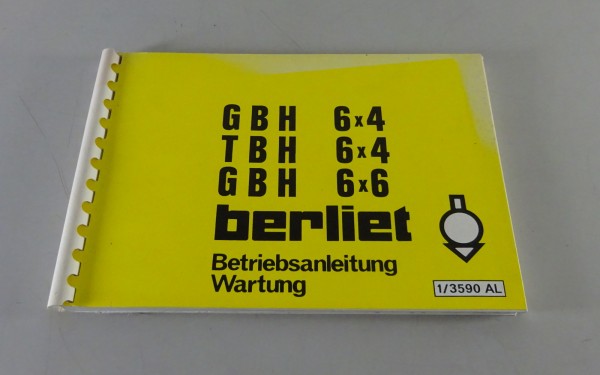 GBH 6x4
TBH 6x4
GBH 6x6
berliet
Betriebsanleitung
Wartung
1/3590 AL